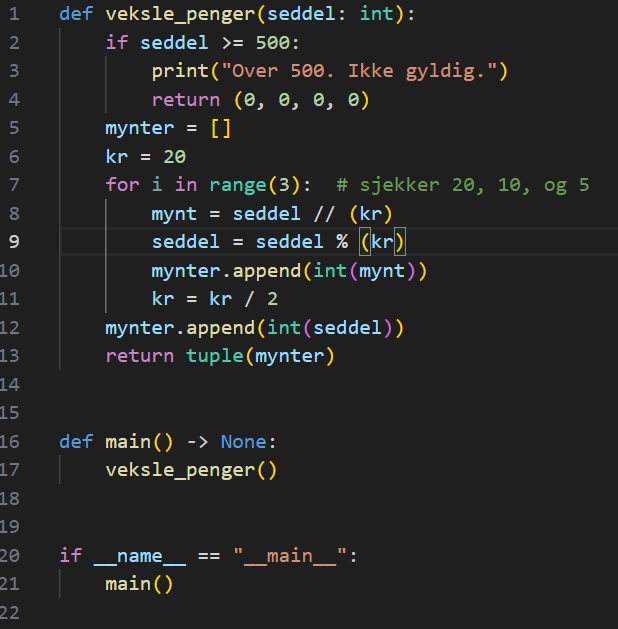 1 def veksle_penger(seddel: int):
2     if seddel >= 500:
3         print("Over 500. Ikke gyldig.")
4         return (0, 0, 0, 0)
5     mynter = []
6     kr = 20
7     for i in range(3):  # sjekker 20, 10, og 5
8         mynt = seddel // (kr)
9         seddel = seddel % (kr)
10         mynter.append(int(mynt))
11         kr = kr / 2
12     mynter.append(int(seddel))
13     return tuple(mynter)
14
15
16 def main() -> None:
17     veksle_penger()
18
19
20 if __name__ == "__main__":
21     main()
22